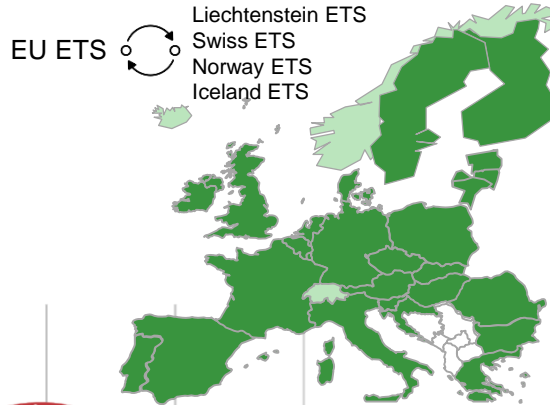 Liechtenstein ETS
EU ETS
Swiss ETS
Norway ETS
Iceland ETS